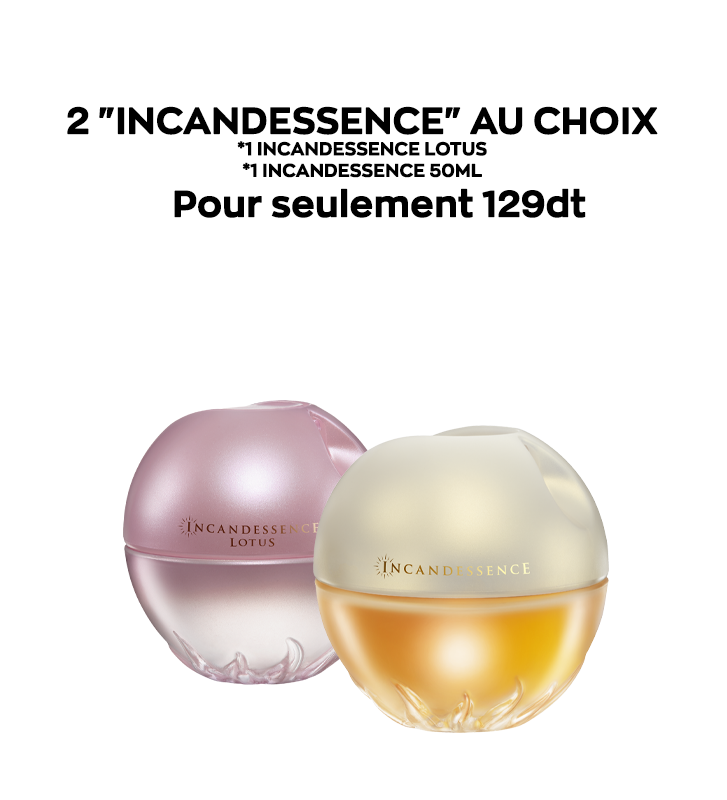 2 "INCANDESSENCE" AU CHOIX
*1 INCANDESSENCE LOTUS
*1 INCANDESSENCE 50ML
Pour seulement 129dt
INCANDESSENCE
LOTUS
INCANDESSENCE